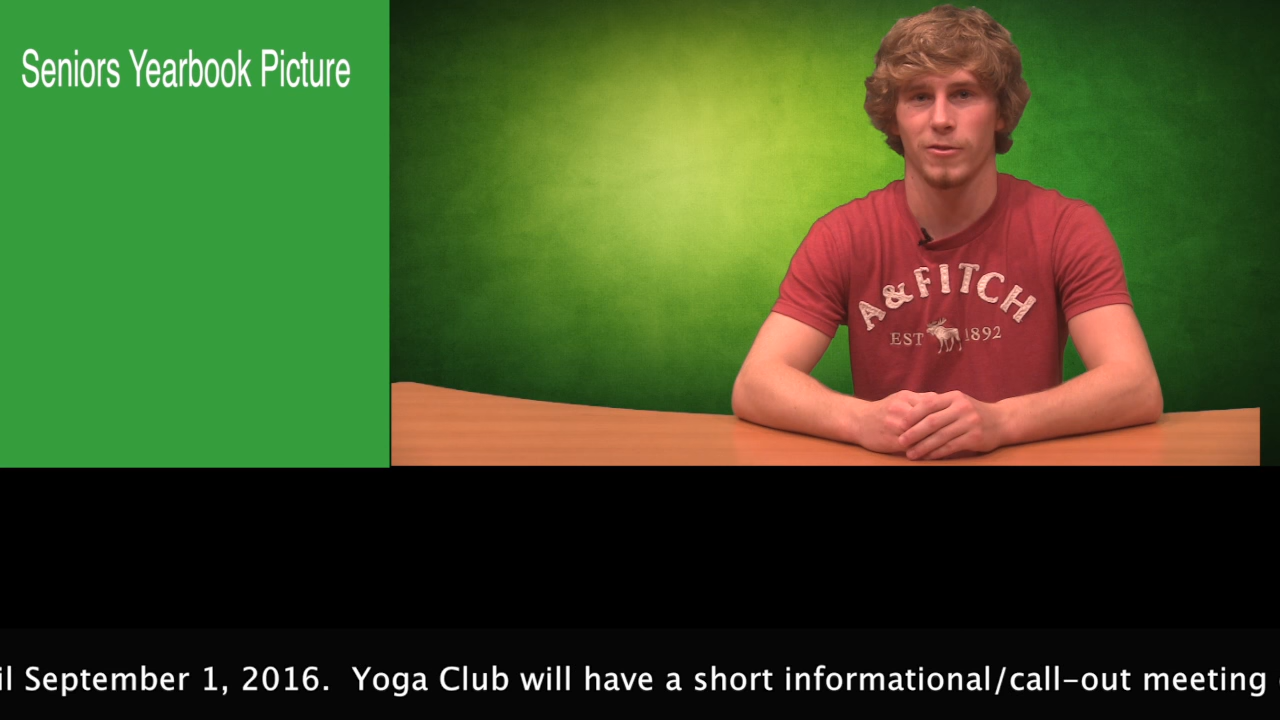 Seniors Yearbook Picture
A&FITCH
EST 1892
September 1, 2016. Yoga Club will have a short informational/call-out meeting